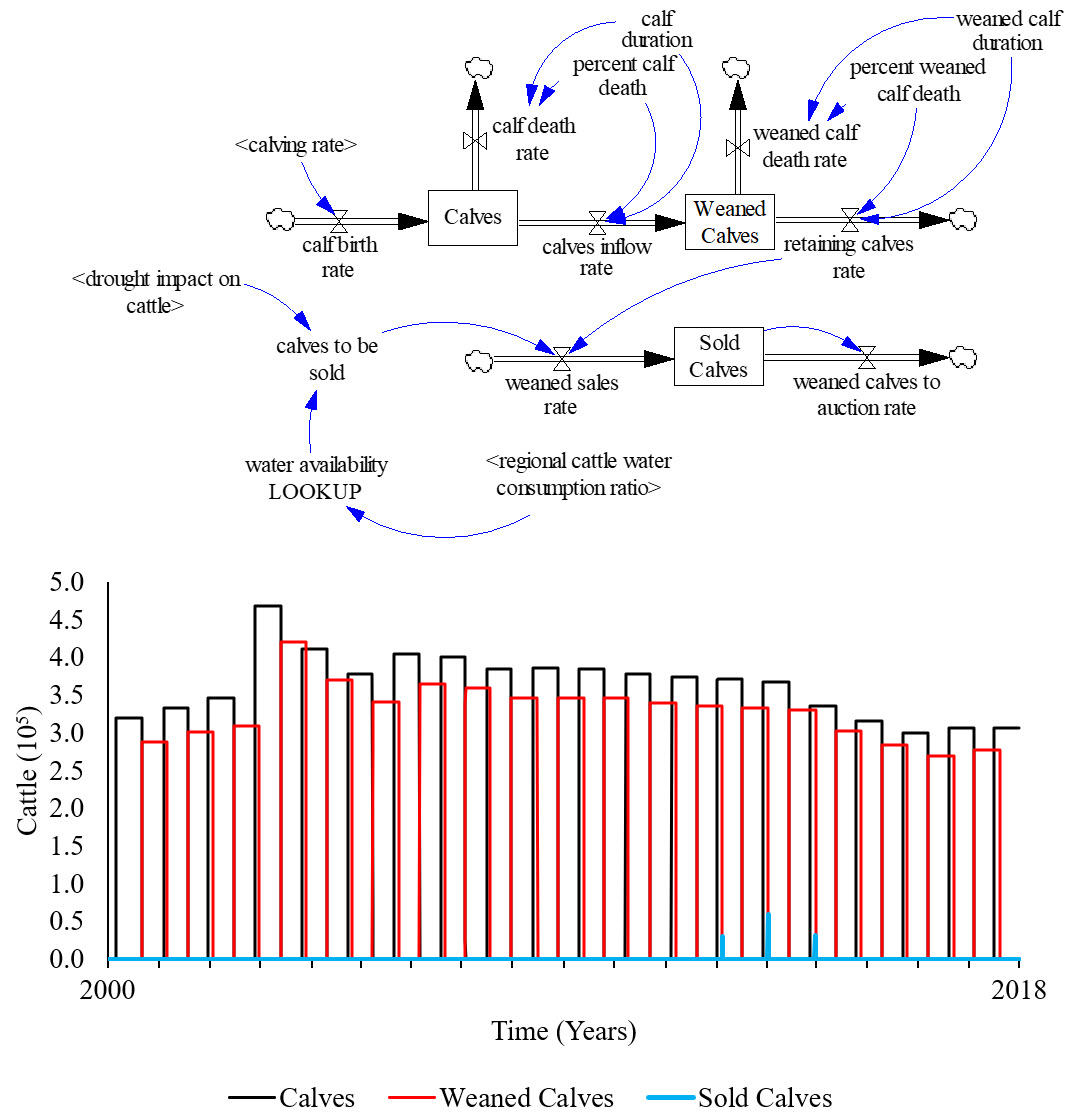 calf
duration
percent calf
death
calf death
rate
weaned calf
duration
percent weaned
calf death
weaned calf
death rate
<calving rate>
calf birth
rate
Calves
calves inflow
rate
Weaned
Calves
retaining calves
rate
<drought impact on
cattle>
calves to be
sold
weaned sales
rate
Sold
Calves
weaned calves to
auction rate
water availability
LOOKUP
<regional cattle water
consumption ratio>
5.0
4.5
4.0
3.5
3.0
2.5
2.0
1.5
1.0
0.5
0.0
Cattle (10⁵)
2000
2018
Time (Years)
Calves
Weaned Calves
Sold Calves